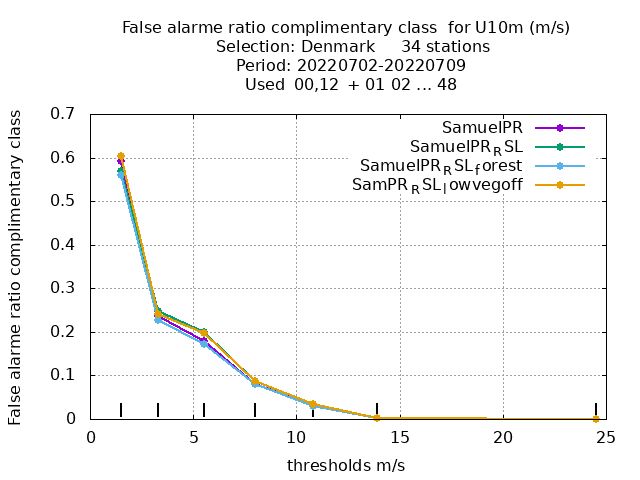 False alarme ratio complimentary class  for U10m (m/s)
Selection: Denmark     34 stations
Period: 20220702-20220709
Used  00,12  + 01 02 ... 48
False alarme ratio complimentary class
0.7
0.6
0.5
0.4
0.3
0.2
0.1
0
SamuelPR
SamuelPR_RSL
SamuelPR_RSL_forest
SamPR_RSL_lowvegoff
0 5 10 15 20 25
thresholds m/s